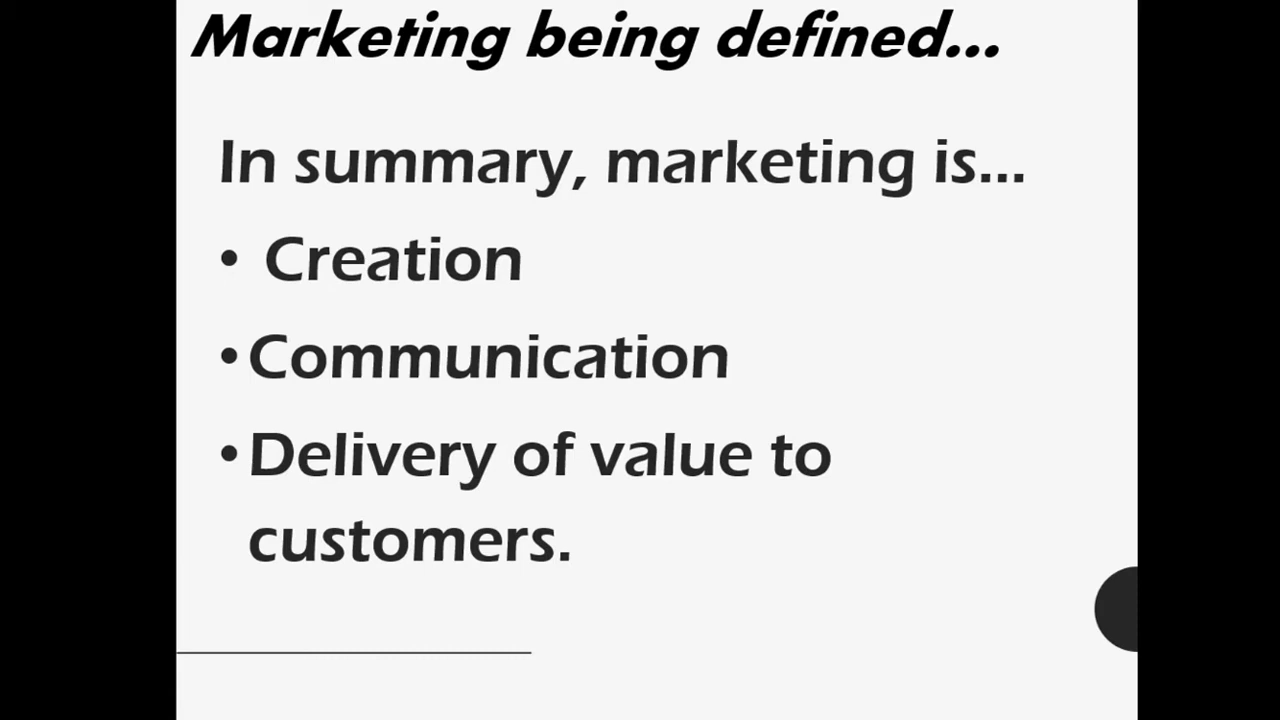 Marketing being defined...
In summary, marketing is...
• Creation
• Communication
• Delivery of value to
customers.